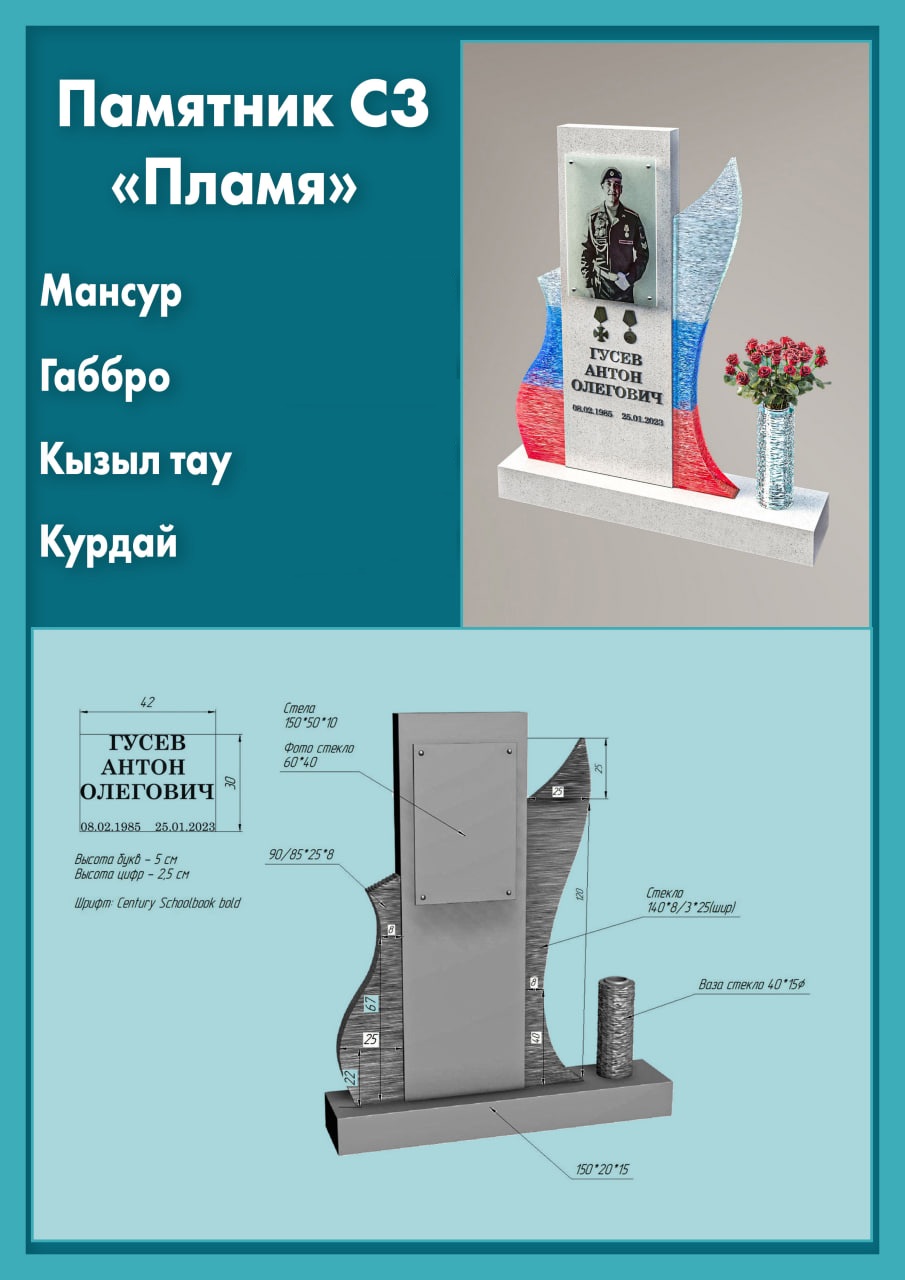 Памятник СЗ
«Пламя»
Мансур
Габбро
Кызыл тау
Курдай
ГУСЕВ
АНТОН
ОЛЕГОВИЧ
08.02.1985 25.01.2023
42
ГУСЕВ
АНТОН
ОЛЕГОВИЧ
08.02.1985 25.01.2023
30
Высота букв – 5 см
Высота цифр – 2,5 см
Шрифт: Century Schoolbook bold
Стела
150*50*10
Фото стекло
60*40
90/85*25*8
25
25
120
Стекло
140*8/3*25(шир)
8
67
25
22
8
40
Ваза стекло 40*15ф
150*20*15